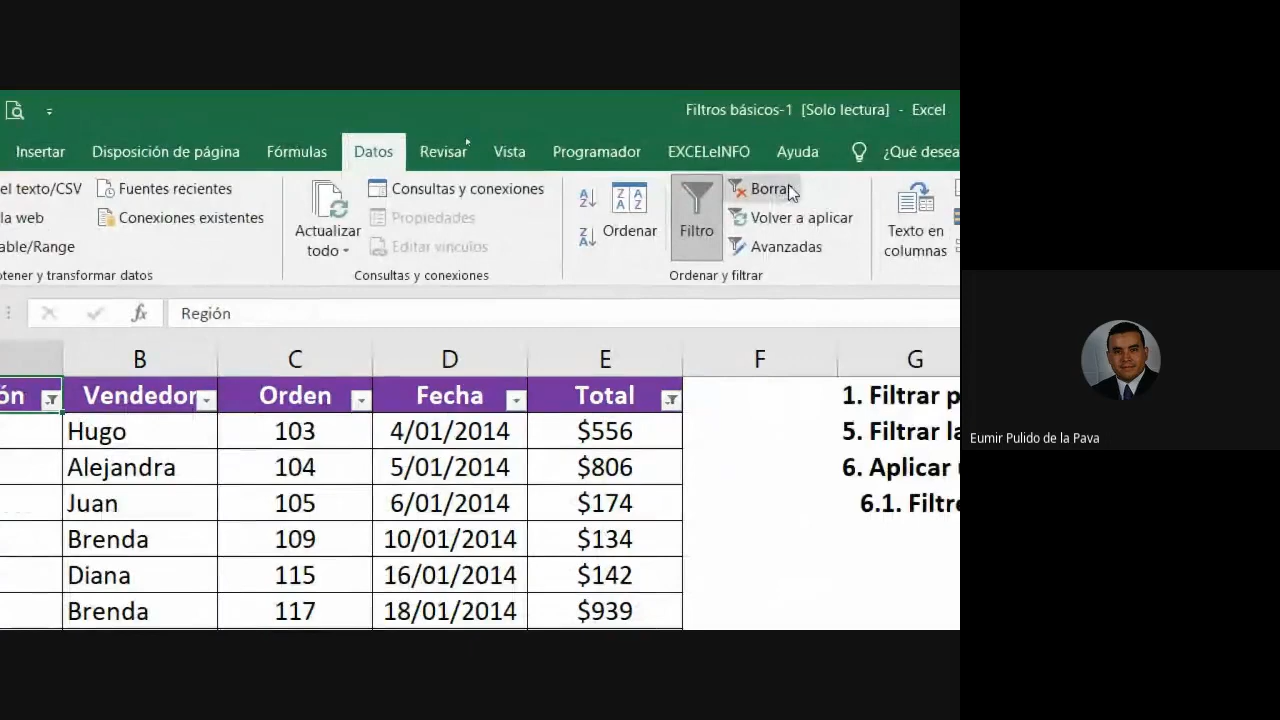 Filtros básicos-1 [Solo lectura] - Excel
Insertar Disposición de página Fórmulas Datos Revisar Vista Programador EXCELeINFO Ayuda ¿Qué desea
el texto/CSV Fuentes recientes
la web Conexiones existentes
able/Range
tener y transformar datos
Actualizar todo
Consultas y conexiones
Propiedades
Editar vínculos
Consultas y conexiones
Ordenar
Filtro
Borrar
Volver a aplicar
Avanzadas
Ordenar y filtrar
Texto en columnas
fx Región
B C D E F G
ón Vendedor Orden Fecha Total 1. Filtrar p
Hugo 103 4/01/2014 $556 5. Filtrar la
Alejandra 104 5/01/2014 $806 6. Aplicar
Juan 105 6/01/2014 $174 6.1. Filtre
Brenda 109 10/01/2014 $134
Diana 115 16/01/2014 $142
Brenda 117 18/01/2014 $939
Eumir Pulido de la Pava